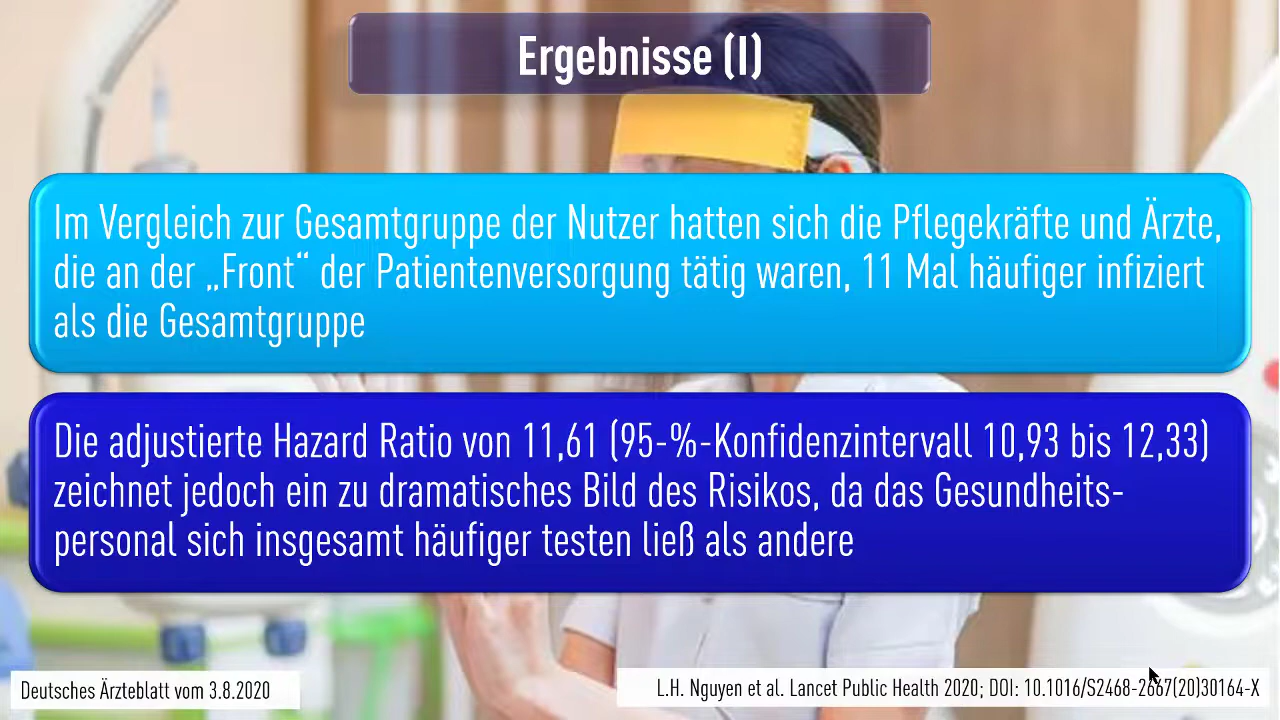 Ergebnisse (I)
Im Vergleich zur Gesamtgruppe der Nutzer hatten sich die Pflegekräfte und Ärzte,
die an der „Front“ der Patientenversorgung tätig waren, 11 Mal häufiger infiziert
als die Gesamtgruppe
Die adjustierte Hazard Ratio von 11,61 (95-%-Konfidenzintervall 10,93 bis 12,33)
zeichnet jedoch ein zu dramatisches Bild des Risikos, da das Gesundheits-
personal sich insgesamt häufiger testen ließ als andere
Deutsches Ärzteblatt vom 3.8.2020
L.H. Nguyen et al. Lancet Public Health 2020; DOI: 10.1016/S2468-2667(20)30164-X